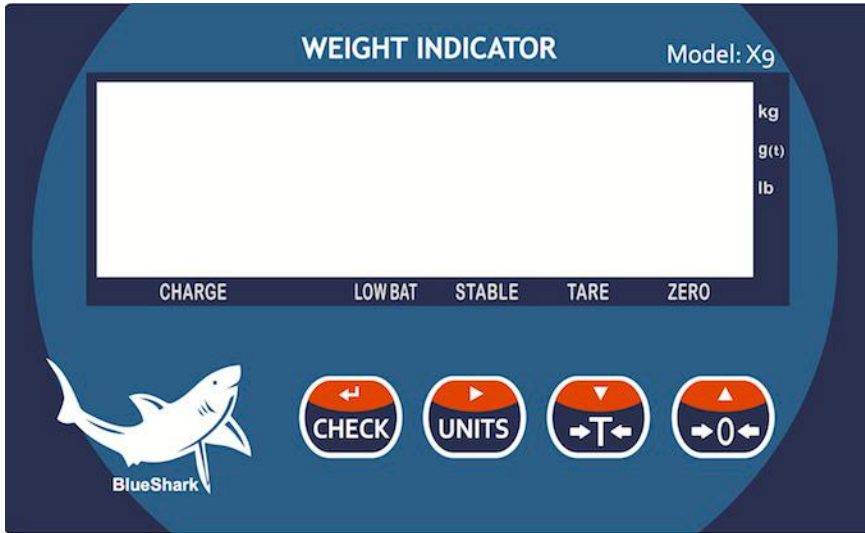 WEIGHT INDICATOR
Model: X9
kg
g(t)
lb
CHARGE LOW BAT STABLE TARE ZERO
CHECK UNITS →T← →0←
BlueShark